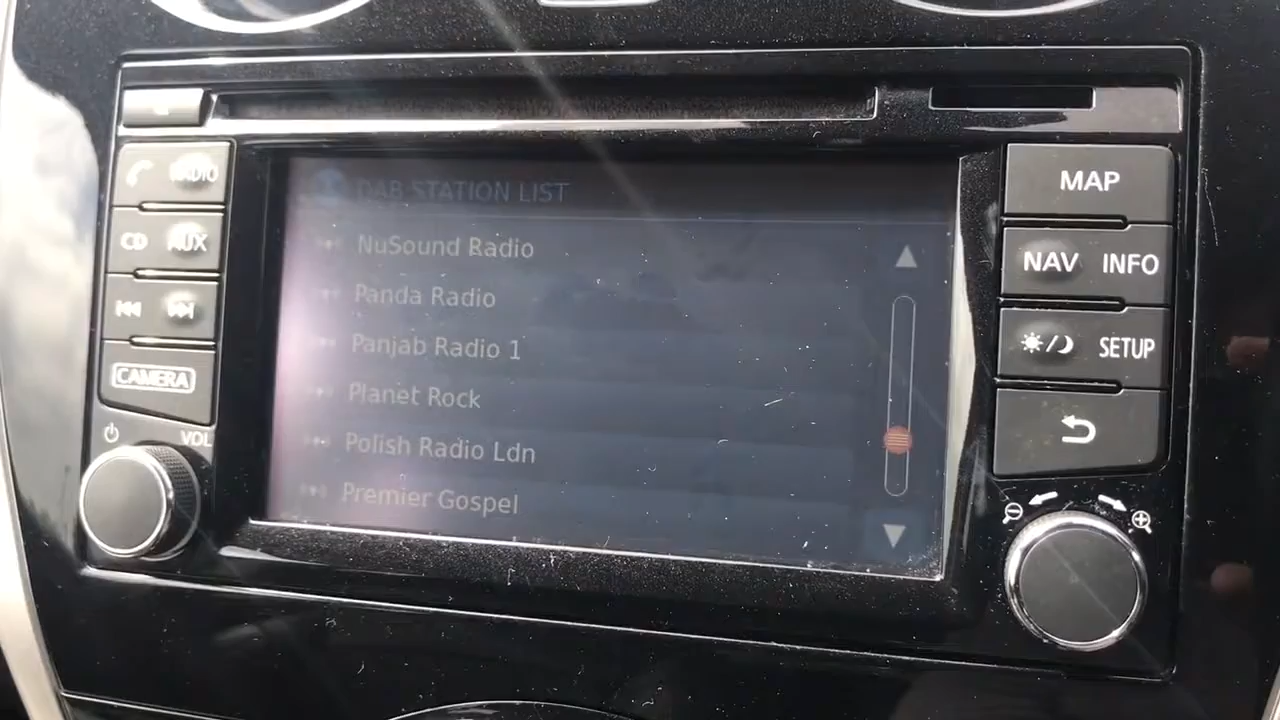 RADIO
CD AUX
CAMERA
VOL
DAB STATION LIST
NuSound Radio
Panda Radio
Panjab Radio 1
Planet Rock
Polish Radio Ldn
Premier Gospel
MAP
NAV INFO
SETUP